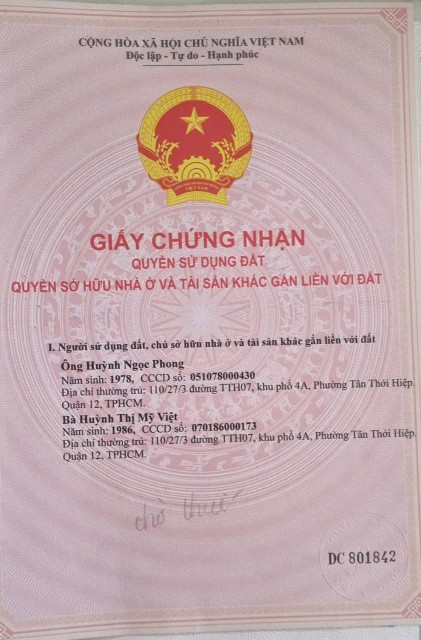 CỘNG HÒA XÃ HỘI CHỦ NGHĨA VIỆT NAM
Độc lập - Tự do - Hạnh phúc
VIỆT NAM
GIẤY CHỨNG NHẬN
QUYỀN SỬ DỤNG ĐẤT
QUYỀN SỞ HỮU NHÀ Ở VÀ TÀI SẢN KHÁC GẮN LIỀN VỚI ĐẤT
I. Người sử dụng đất, chủ sở hữu nhà ở và tài sản khác gắn liền với đất
Ông Huỳnh Ngọc Phong
Năm sinh: 1978, CCCD số: 051078000430
Địa chỉ thường trú: 110/27/3 đường TTH07, khu phố 4A, Phường Tân Thới Hiệp,
Quận 12, TPHCM.
Bà Huỳnh Thị Mỹ Việt
Năm sinh: 1986, CCCD số: 070186000173
Địa chỉ thường trú: 110/27/3 đường TTH07, khu phố 4A, Phường Tân Thới Hiệp,
Quận 12, TPHCM.
DC 801842